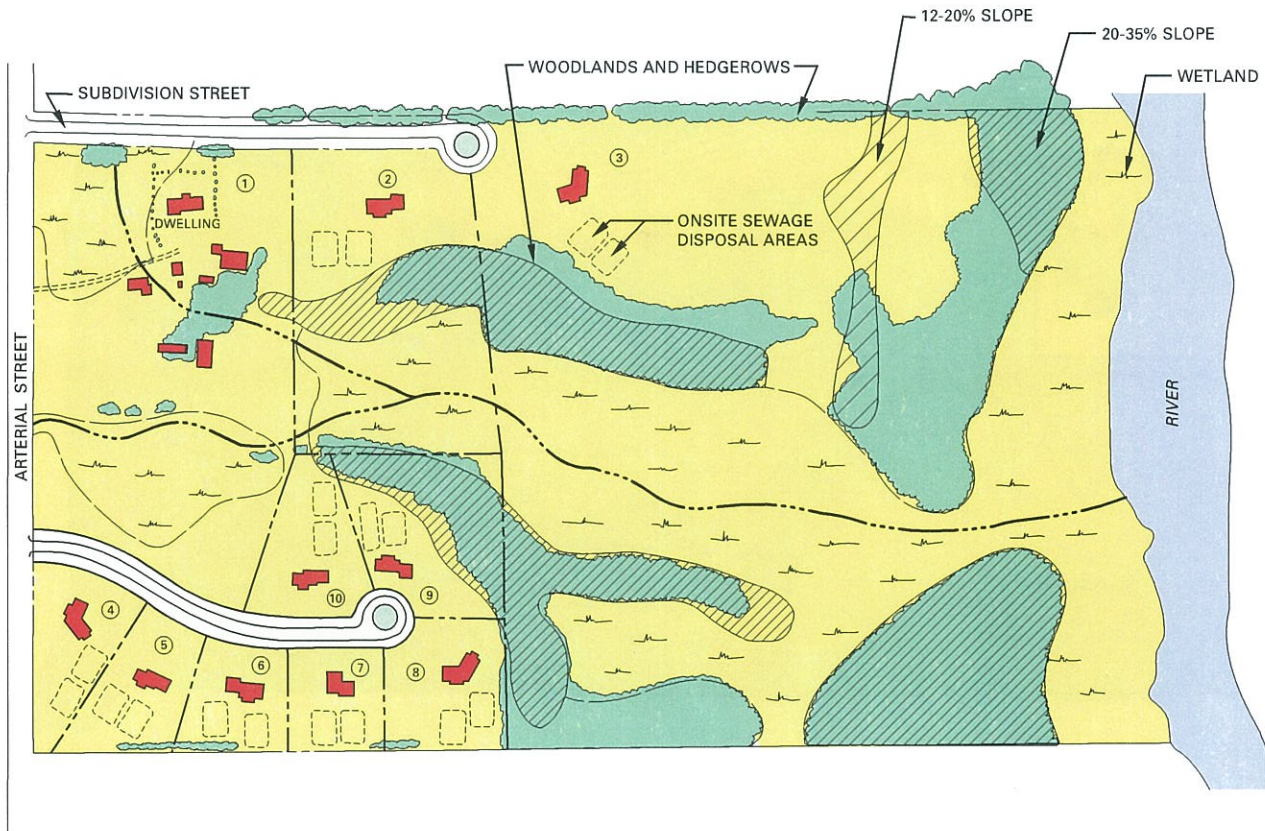 12-20% SLOPE
20-35% SLOPE
WOODLANDS AND HEDGEROWS
WETLAND
SUBDIVISION STREET
1
2
3
DWELLING
ONSITE SEWAGE
DISPOSAL AREAS
ARTERIAL STREET
RIVER
4
5
6
7
8
9
10